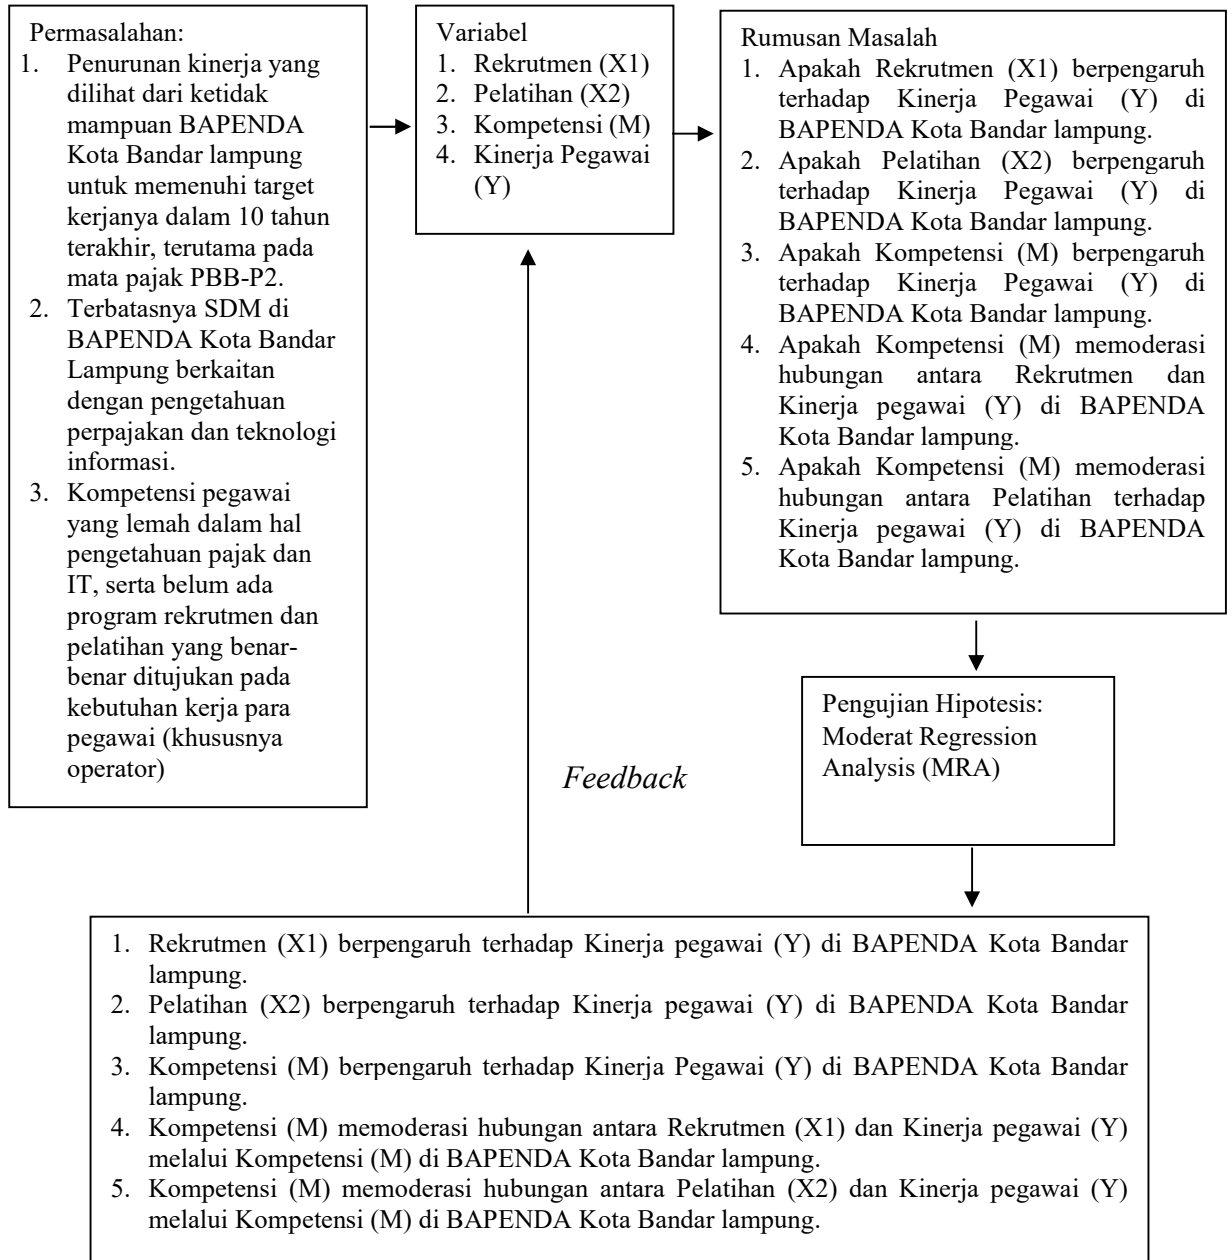 Permasalahan:
1. Penurunan kinerja yang
dilihat dari ketidak
mampuan BAPENDA
Kota Bandar lampung
untuk memenuhi target
kerjanya dalam 10 tahun
terakhir, terutama pada
mata pajak PBB-P2.
2. Terbatasnya SDM di
BAPENDA Kota Bandar
Lampung berkaitan
dengan pengetahuan
perpajakan dan teknologi
informasi.
3. Kompetensi pegawai
yang lemah dalam hal
pengetahuan pajak dan
IT, serta belum ada
program rekrutmen dan
pelatihan yang benar-
benar ditujukan pada
kebutuhan kerja para
pegawai (khususnya
operator)
Variabel
1. Rekrutmen (X1)
2. Pelatihan (X2)
3. Kompetensi (M)
4. Kinerja Pegawai
(Y)
Rumusan Masalah
1. Apakah Rekrutmen (X1) berpengaruh
terhadap Kinerja Pegawai (Y) di
BAPENDA Kota Bandar lampung.
2. Apakah Pelatihan (X2) berpengaruh
terhadap Kinerja Pegawai (Y) di
BAPENDA Kota Bandar lampung.
3. Apakah Kompetensi (M) berpengaruh
terhadap Kinerja Pegawai (Y) di
BAPENDA Kota Bandar lampung.
4. Apakah Kompetensi (M) memoderasi
hubungan antara Rekrutmen dan
Kinerja pegawai (Y) di BAPENDA
Kota Bandar lampung.
5. Apakah Kompetensi (M) memoderasi
hubungan antara Pelatihan terhadap
Kinerja pegawai (Y) di BAPENDA
Kota Bandar lampung.
Pengujian Hipotesis:
Moderat Regression
Analysis (MRA)
Feedback
1. Rekrutmen (X1) berpengaruh terhadap Kinerja pegawai (Y) di BAPENDA Kota Bandar
lampung.
2. Pelatihan (X2) berpengaruh terhadap Kinerja pegawai (Y) di BAPENDA Kota Bandar
lampung.
3. Kompetensi (M) berpengaruh terhadap Kinerja Pegawai (Y) di BAPENDA Kota Bandar
lampung.
4. Kompetensi (M) memoderasi hubungan antara Rekrutmen (X1) dan Kinerja pegawai (Y)
melalui Kompetensi (M) di BAPENDA Kota Bandar lampung.
5. Kompetensi (M) memoderasi hubungan antara Pelatihan (X2) dan Kinerja pegawai (Y)
melalui Kompetensi (M) di BAPENDA Kota Bandar lampung.